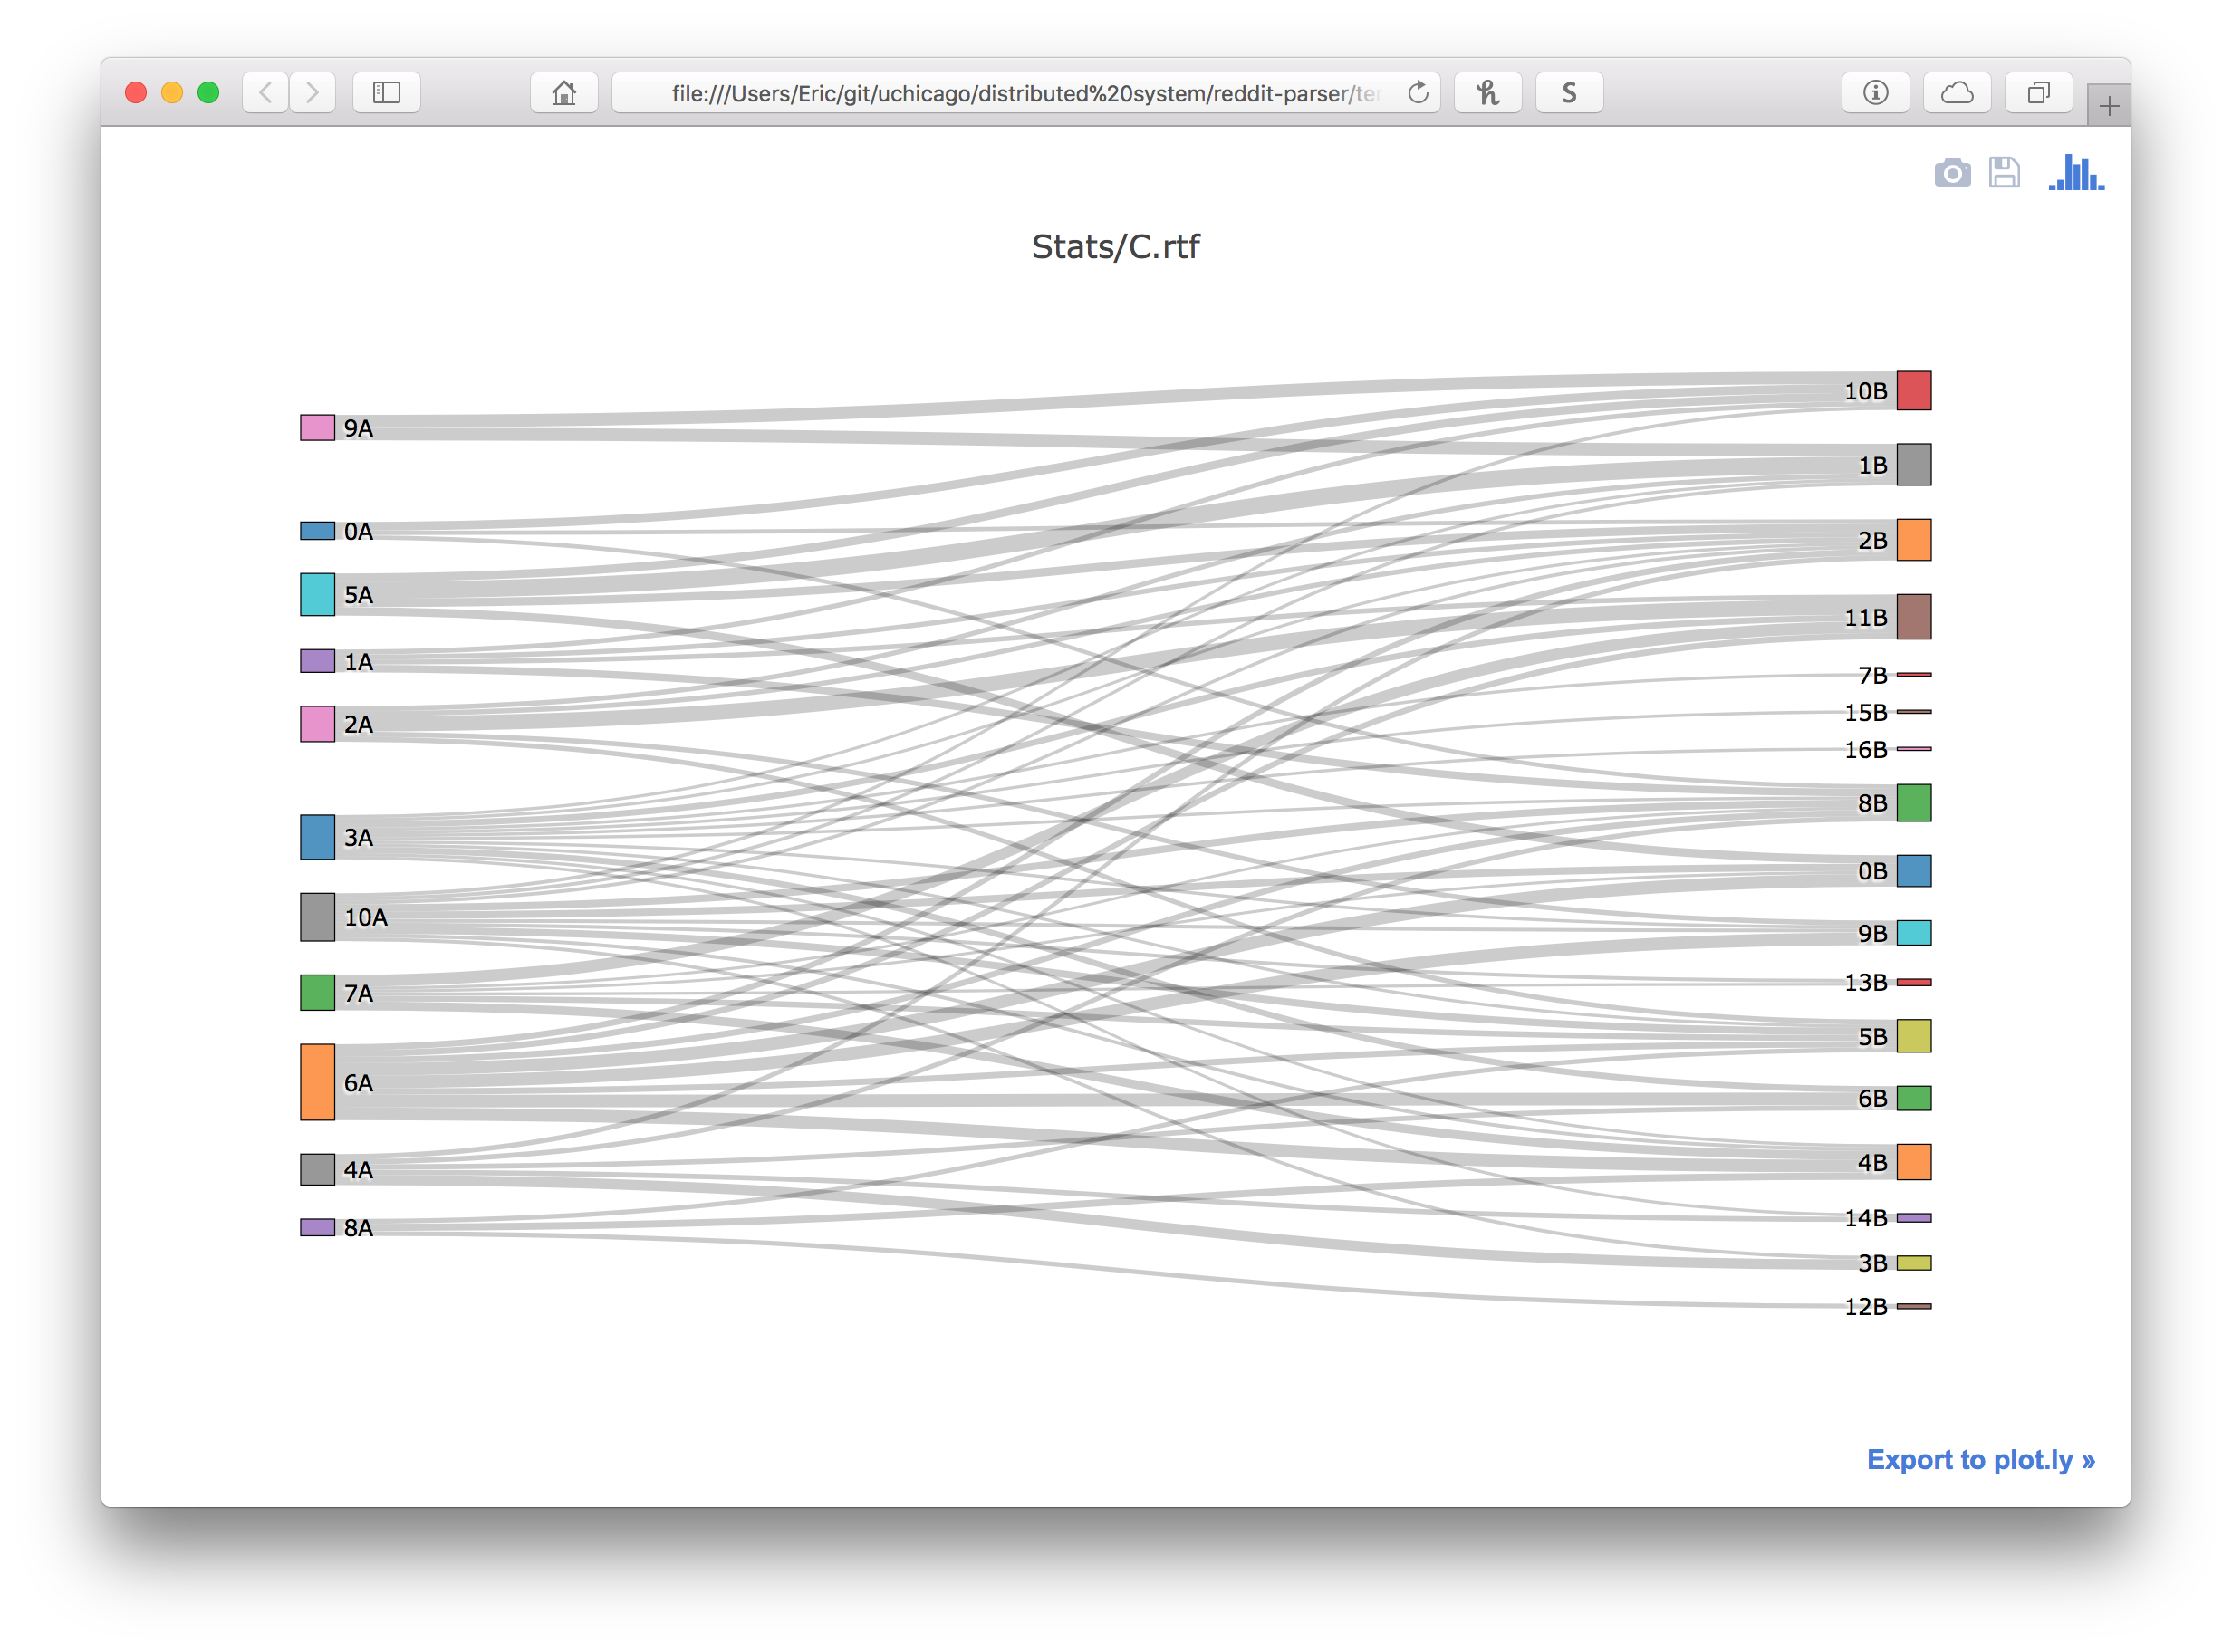 file:///Users/Eric/git/uchicago/distributed%20system/reddit-parser/te
S
Stats/C.rtf
9A
0A
5A
1A
2A
3A
10A
7A
6A
4A
8A
10B
1B
2B
11B
7B
15B
16B
8B
0B
9B
13B
5B
6B
4B
14B
3B
12B
Export to plot.ly »